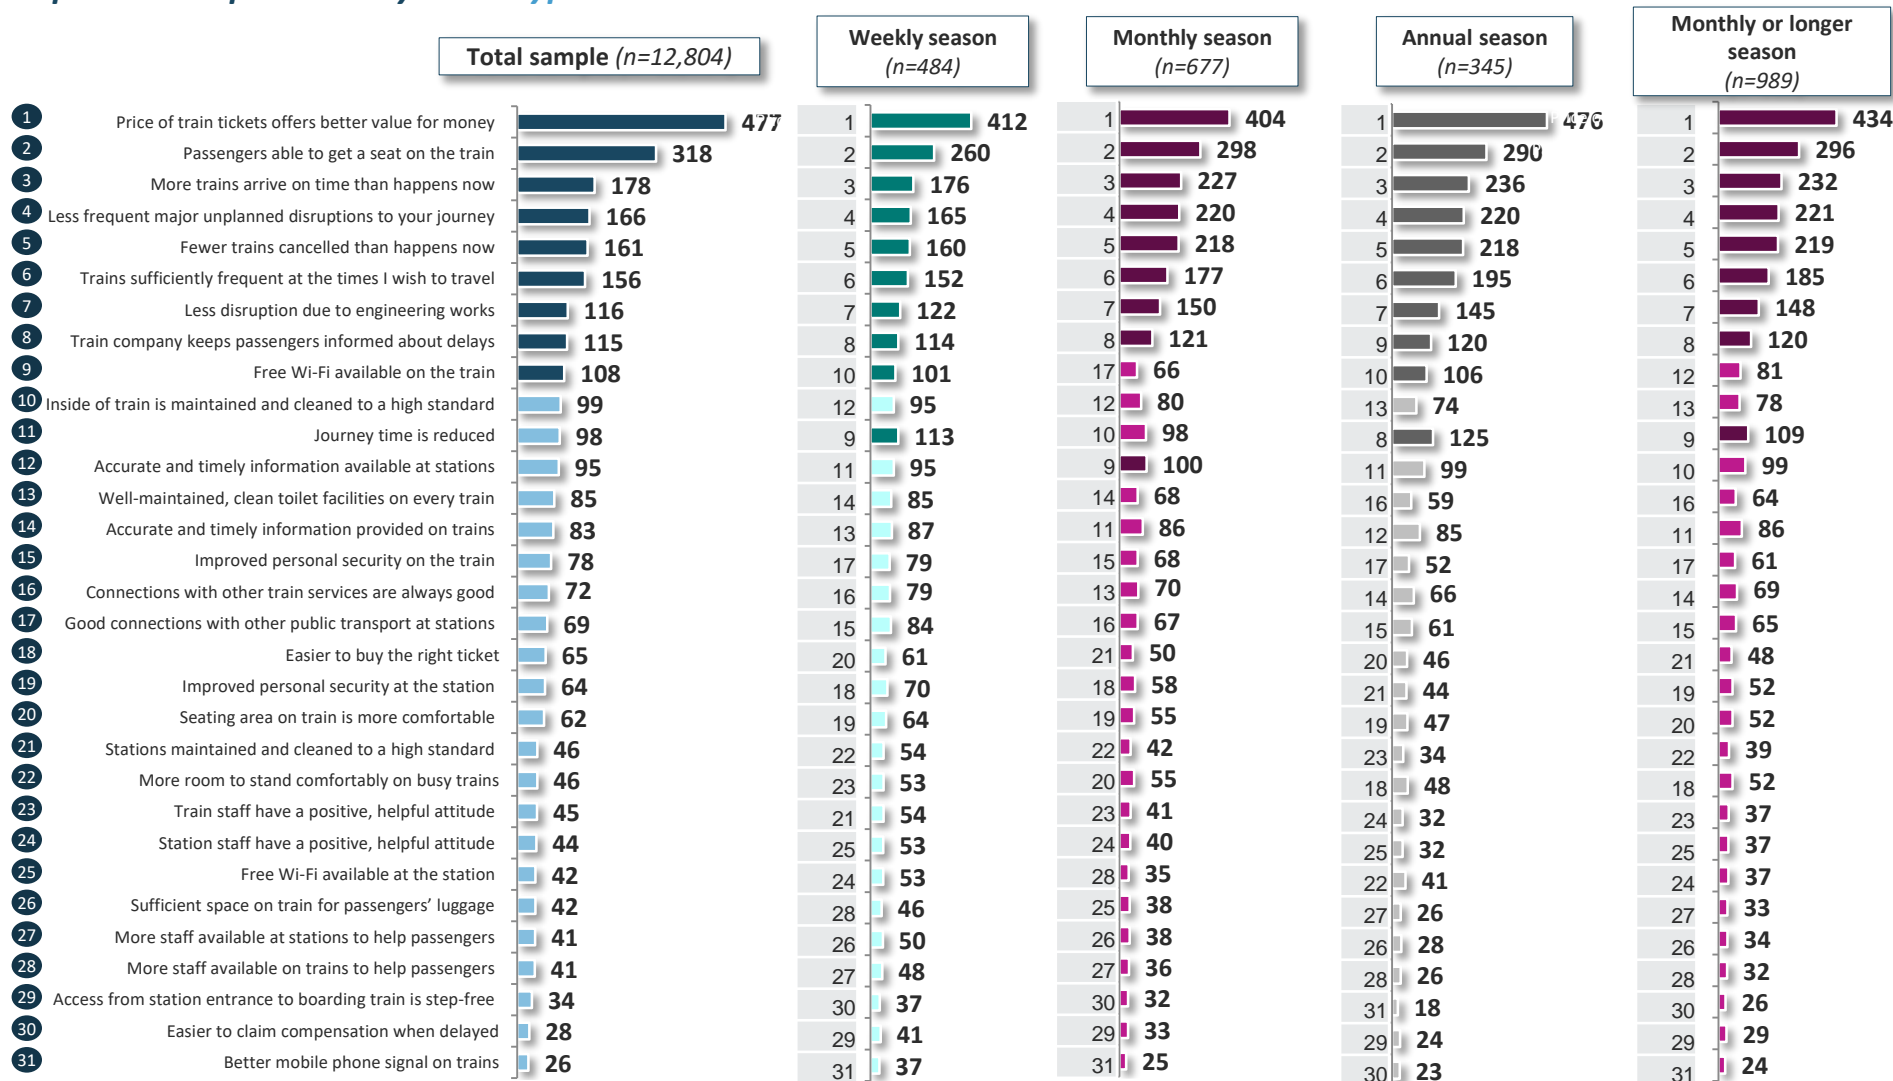 Total sample (n=12,804)
Weekly season
(n=484)
Monthly season
(n=677)
Annual season
(n=345)
Monthly or longer
season
(n=989)
1 Price of train tickets offers better value for money 477 1 412 1 404 1 476 1 434
2 Passengers able to get a seat on the train 318 2 260 2 298 2 290 2 296
3 More trains arrive on time than happens now 178 3 176 3 227 3 236 3 232
4 Less frequent major unplanned disruptions to your journey 166 4 165 4 220 4 220 4 221
5 Fewer trains cancelled than happens now 161 5 160 5 218 5 218 5 219
6 Trains sufficiently frequent at the times I wish to travel 156 6 152 6 177 6 195 6 185
7 Less disruption due to engineering works 116 7 122 7 150 7 145 7 148
8 Train company keeps passengers informed about delays 115 8 114 8 121 9 120 8 120
9 Free Wi-Fi available on the train 108 10 101 17 66 10 106 12 81
10 Inside of train is maintained and cleaned to a high standard 99 12 95 12 80 13 74 13 78
11 Journey time is reduced 98 9 113 10 98 8 125 9 109
12 Accurate and timely information available at stations 95 11 95 9 100 11 99 10 99
13 Well-maintained, clean toilet facilities on every train 85 14 85 14 68 16 59 16 64
14 Accurate and timely information provided on trains 83 13 87 11 86 12 85 11 86
15 Improved personal security on the train 78 17 79 15 68 17 52 17 61
16 Connections with other train services are always good 72 16 79 13 70 14 66 14 69
17 Good connections with other public transport at stations 69 15 84 16 67 15 61 15 65
18 Easier to buy the right ticket 65 20 61 21 50 20 46 21 48
19 Improved personal security at the station 64 18 70 18 58 21 44 19 52
20 Seating area on train is more comfortable 62 19 64 19 55 19 47 20 52
21 Stations maintained and cleaned to a high standard 46 22 54 22 42 23 34 22 39
22 More room to stand comfortably on busy trains 46 23 53 20 55 18 48 18 52
23 Train staff have a positive, helpful attitude 45 21 54 23 41 24 32 23 37
24 Station staff have a positive, helpful attitude 44 25 53 24 40 25 32 25 37
25 Free Wi-Fi available at the station 42 24 53 28 35 22 41 24 37
26 Sufficient space on train for passengers’ luggage 42 28 46 25 38 27 26 27 33
27 More staff available at stations to help passengers 41 26 50 26 38 26 28 26 34
28 More staff available on trains to help passengers 41 27 48 27 36 28 26 28 32
29 Access from station entrance to boarding train is step-free 34 30 37 30 32 31 18 31 26
30 Easier to claim compensation when delayed 28 29 41 29 33 29 24 29 29
31 Better mobile phone signal on trains 26 31 37 31 25 30 23 31 24